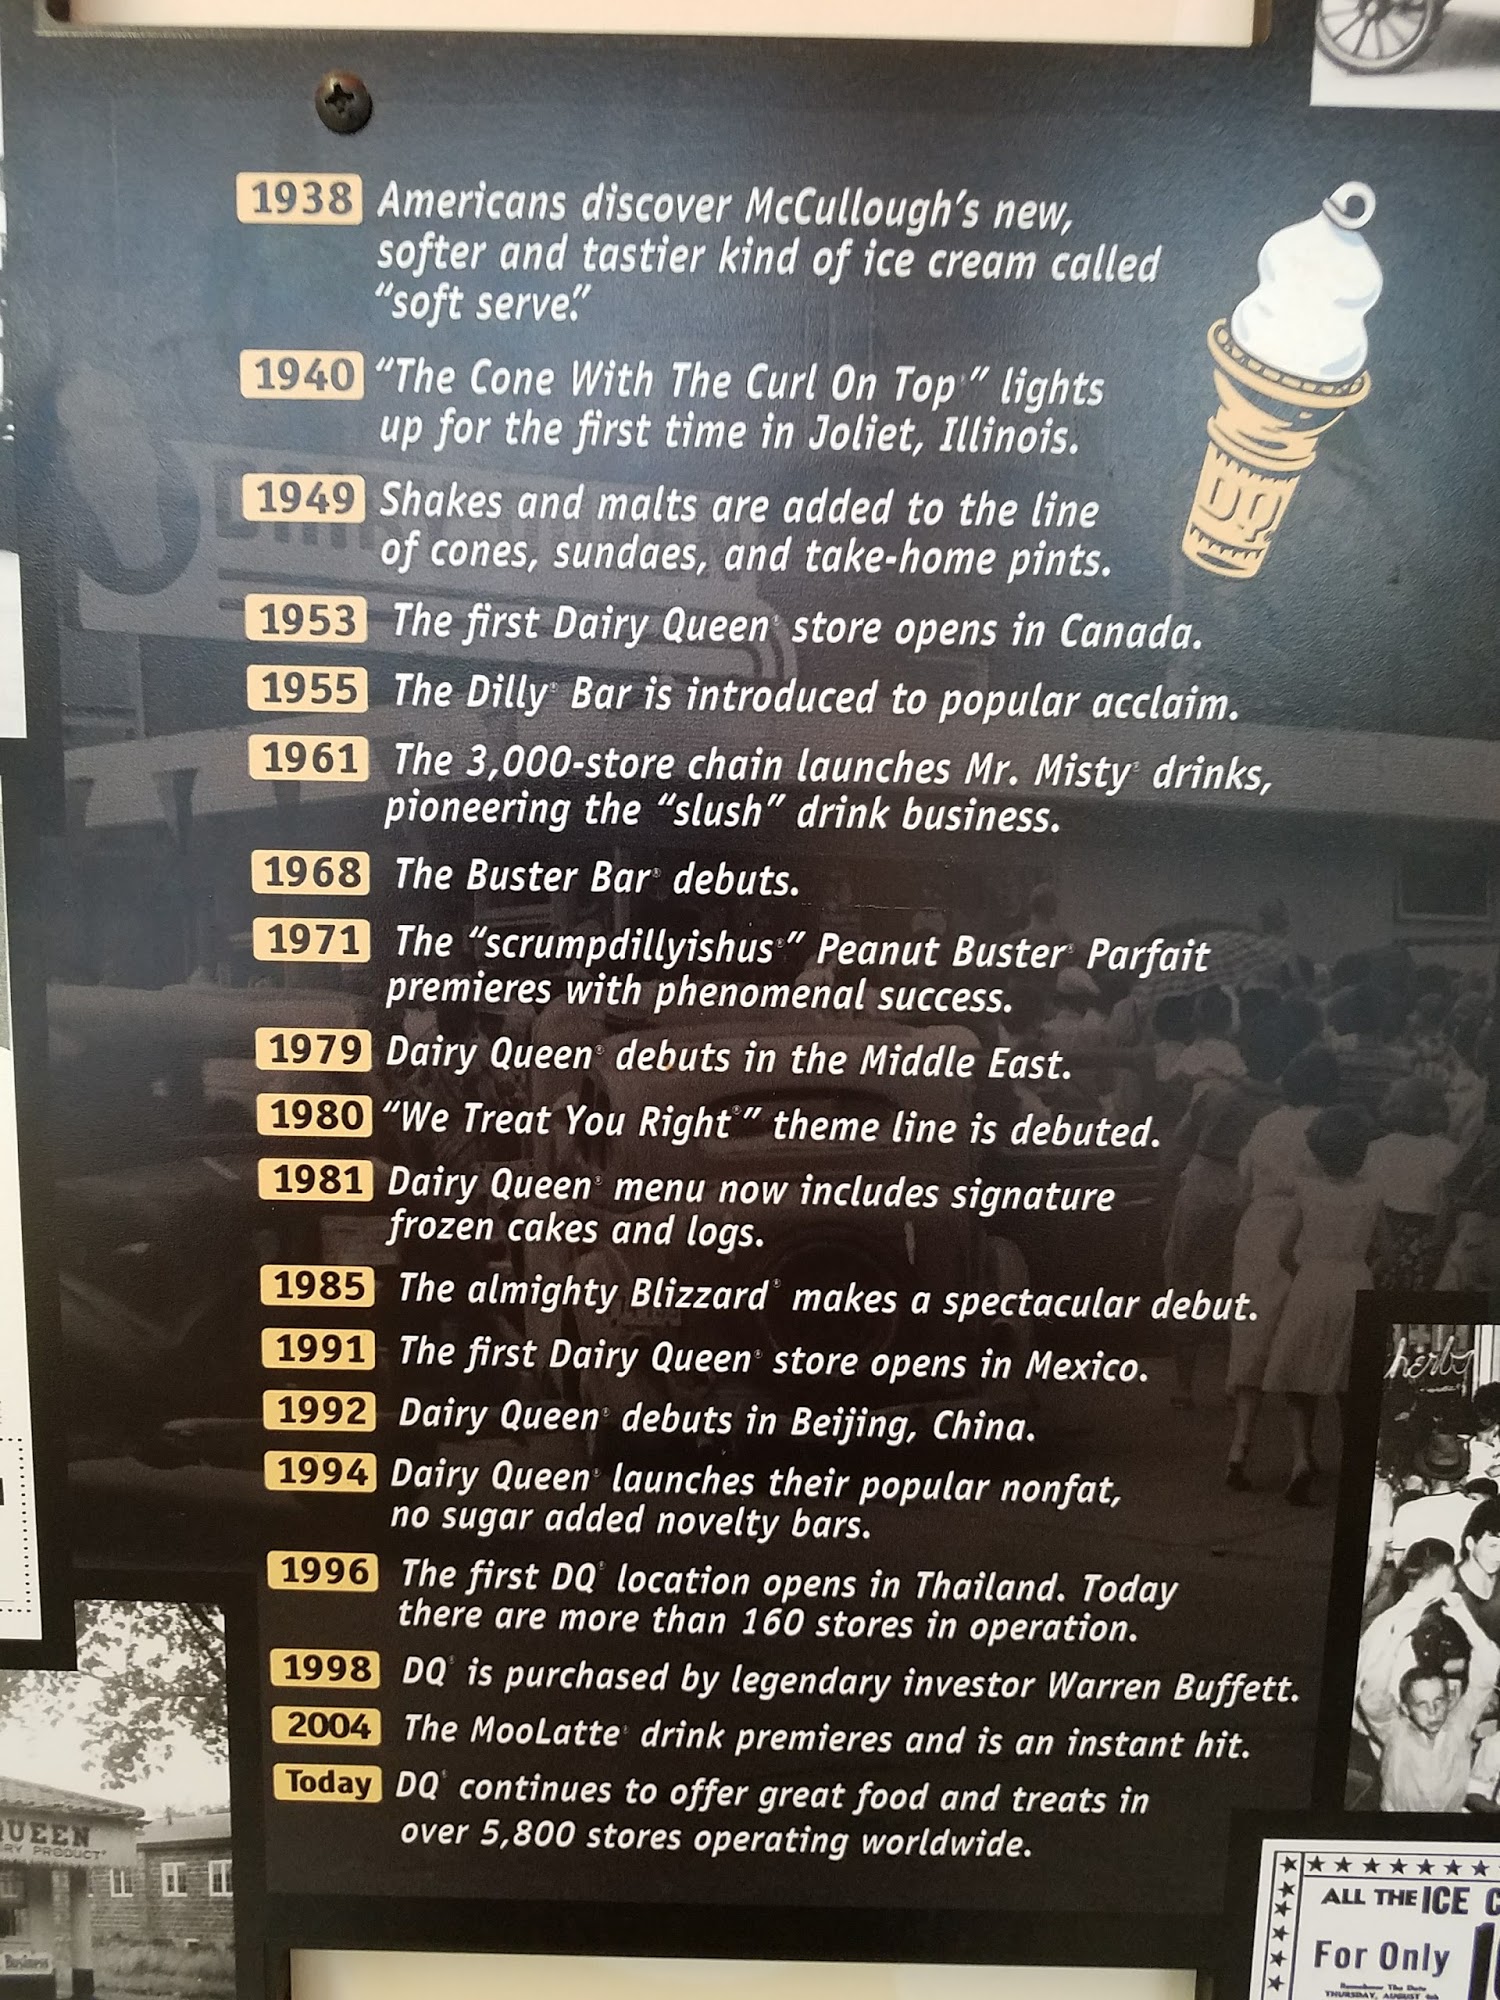 1938 Americans discover McCullough's new,
softer and tastier kind of ice cream called
"soft serve."
1940 "The Cone With The Curl On Top" lights
up for the first time in Joliet, Illinois.
1949 Shakes and malts are added to the line
of cones, sundaes, and take-home pints.
1953 The first Dairy Queen® store opens in Canada.
1955 The Dilly® Bar is introduced to popular acclaim.
1961 The 3,000-store chain launches Mr. Misty® drinks,
pioneering the "slush" drink business.
1968 The Buster Bar® debuts.
1971 The "scrumpdillyishus®" Peanut Buster® Parfait
premieres with phenomenal success.
1979 Dairy Queen® debuts in the Middle East.
1980 "We Treat You Right®" theme line is debuted.
1981 Dairy Queen® menu now includes signature
frozen cakes and logs.
1985 The almighty Blizzard® makes a spectacular debut.
1991 The first Dairy Queen® store opens in Mexico.
1992 Dairy Queen® debuts in Beijing, China.
1994 Dairy Queen® launches their popular nonfat,
no sugar added novelty bars.
1996 The first DQ® location opens in Thailand. Today
there are more than 160 stores in operation.
1998 DQ® is purchased by legendary investor Warren Buffett.
2004 The MooLatte® drink premieres and is an instant hit.
Today DQ® continues to offer great food and treats in
over 5,800 stores operating worldwide.
DQ
DAIRY QUEEN
herb
QUEEN
RY PRODUCT
Business
ALL THE ICE C
For Only 10
THURSDAY, AUGUST 4th